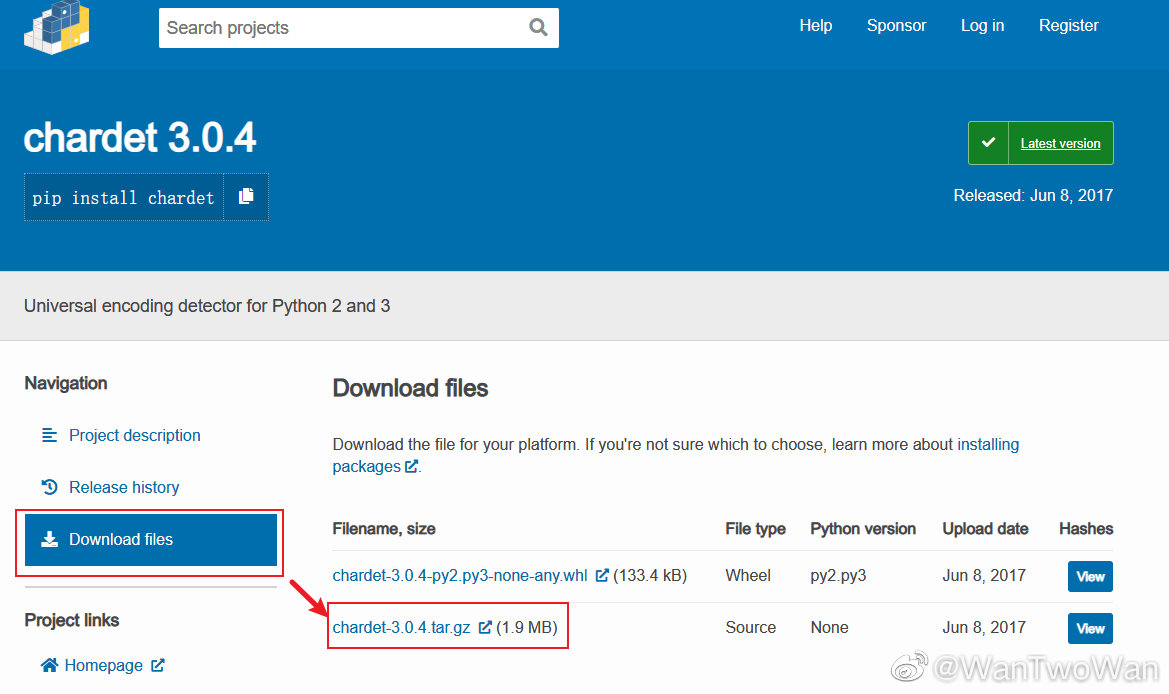 Search projects
Help Sponsor Log in Register
chardet 3.0.4
Latest version
pip install chardet
Released: Jun 8, 2017
Universal encoding detector for Python 2 and 3
Navigation
Project description
Release history
Download files
Project links
Homepage
Download files
Download the file for your platform. If you're not sure which to choose, learn more about installing
packages.
Filename, size File type Python version Upload date Hashes
chardet-3.0.4-py2.py3-none-any.whl (133.4 kB) Wheel py2.py3 Jun 8, 2017 View
chardet-3.0.4.tar.gz (1.9 MB) Source None Jun 8, 2017 View
@WanTwoWan